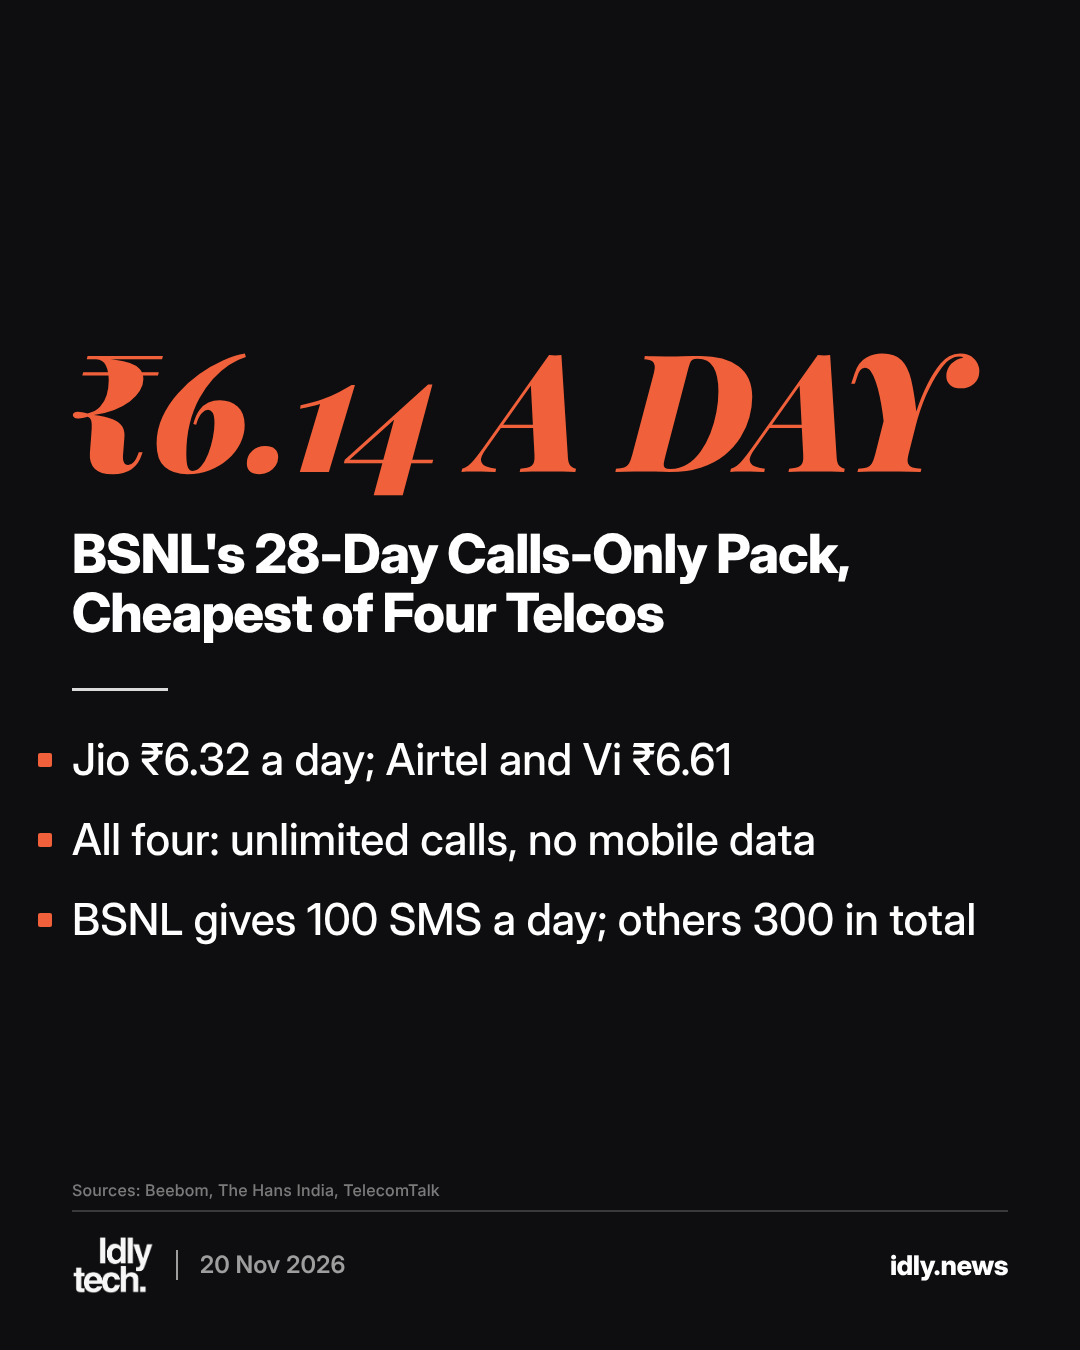 ₹6.14 A DAY
BSNL's 28-Day Calls-Only Pack,
Cheapest of Four Telcos
Jio ₹6.32 a day; Airtel and Vi ₹6.61
All four: unlimited calls, no mobile data
BSNL gives 100 SMS a day; others 300 in total
Sources: Beebom, The Hans India, TelecomTalk
Idly
tech.
20 Nov 2026
idly.news